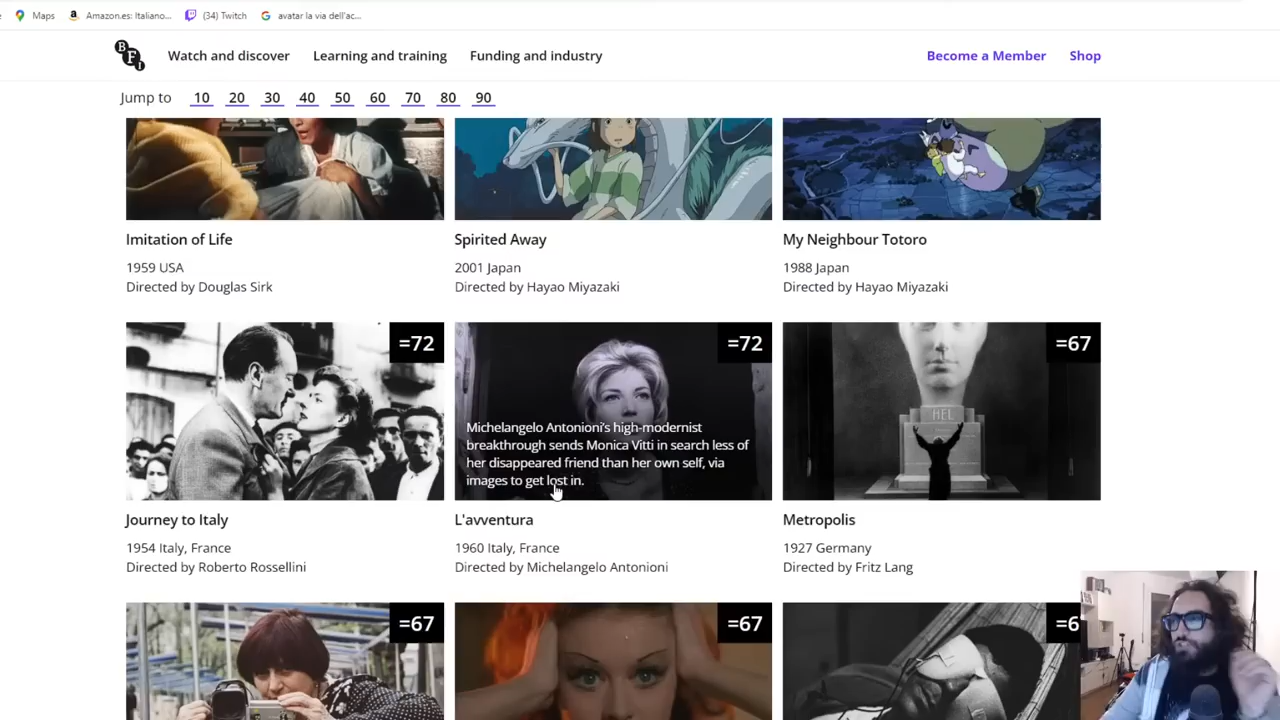 Maps Amazon.es: Italiano... (34) Twitch avatar la via dell'ac...
BFI Watch and discover Learning and training Funding and industry Become a Member Shop
Jump to 10 20 30 40 50 60 70 80 90
Imitation of Life
1959 USA
Directed by Douglas Sirk
Spirited Away
2001 Japan
Directed by Hayao Miyazaki
My Neighbour Totoro
1988 Japan
Directed by Hayao Miyazaki
=72
Journey to Italy
1954 Italy, France
Directed by Roberto Rossellini
=72
Michelangelo Antonioni's high-modernist
breakthrough sends Monica Vitti in search less of
her disappeared friend than her own self, via
images to get lost in.
L'avventura
1960 Italy, France
Directed by Michelangelo Antonioni
=67
HEL
Metropolis
1927 Germany
Directed by Fritz Lang
=67
=67
=6